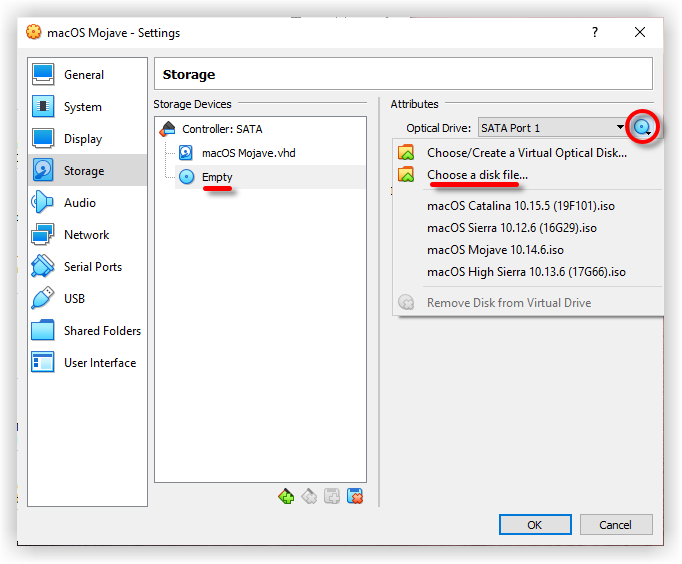 macOS Mojave - Settings
?
General
System
Display
Storage
Audio
Network
Serial Ports
USB
Shared Folders
User Interface
Storage
Storage Devices
Controller: SATA
macOS Mojave.vhd
Empty
Attributes
Optical Drive: SATA Port 1
Choose/Create a Virtual Optical Disk...
Choose a disk file...
macOS Catalina 10.15.5 (19F101).iso
macOS Sierra 10.12.6 (16G29).iso
macOS Mojave 10.14.6.iso
macOS High Sierra 10.13.6 (17G66).iso
Remove Disk from Virtual Drive
OK
Cancel